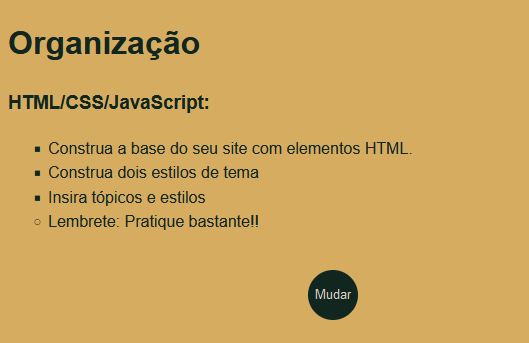 Organização
HTML/CSS/JavaScript:
Construa a base do seu site com elementos HTML.
Construa dois estilos de tema
Insira tópicos e estilos
Lembrete: Pratique bastante!!
Mudar